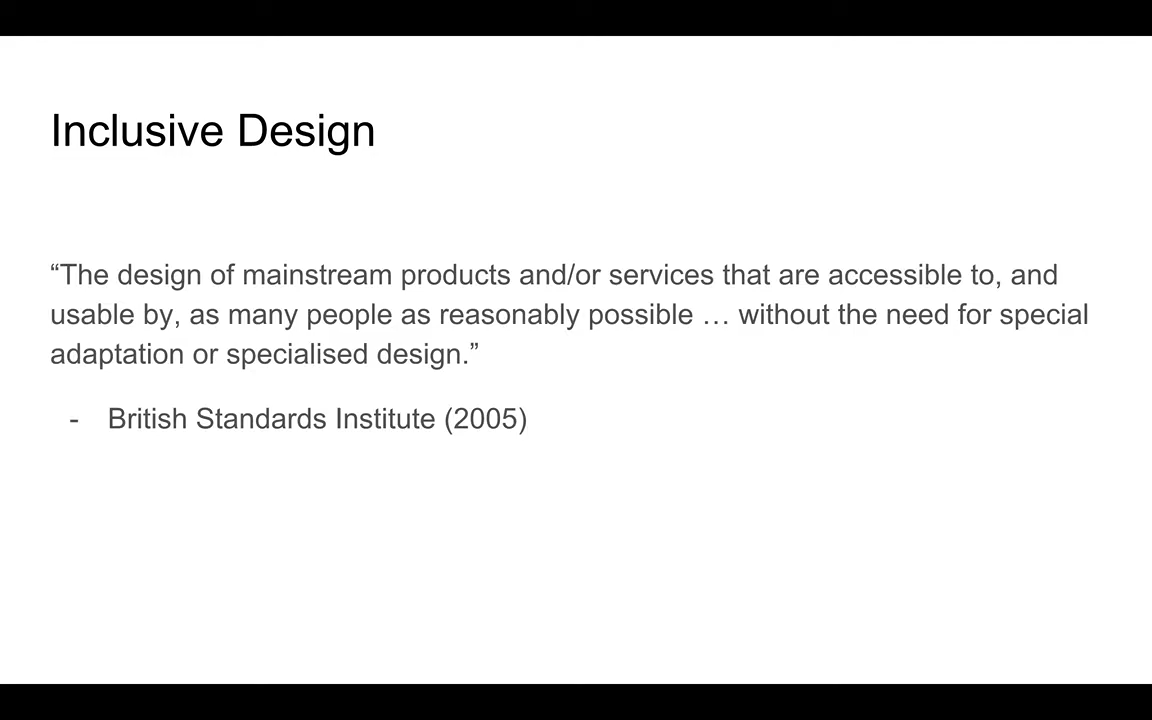 Inclusive Design
“The design of mainstream products and/or services that are accessible to, and
usable by, as many people as reasonably possible … without the need for special
adaptation or specialised design.”
- British Standards Institute (2005)